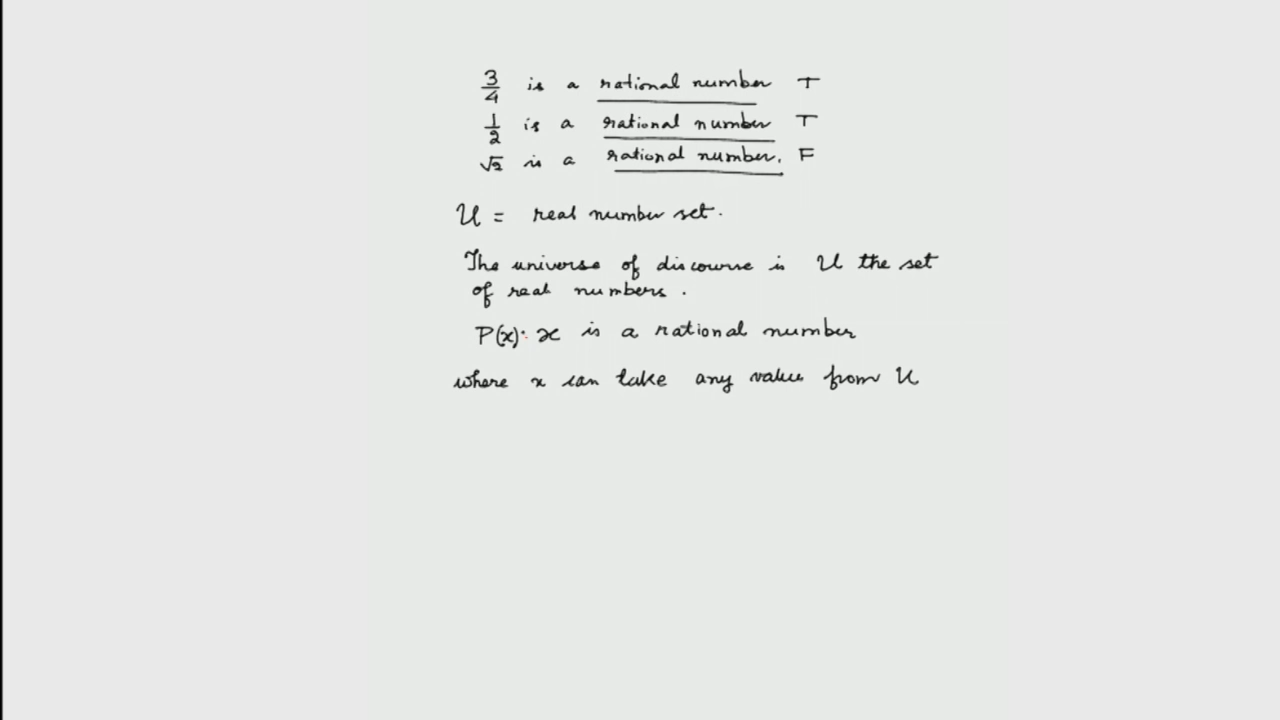 3/4 is a rational number T
1/2 is a rational number T
√2 is a rational number. F
U = real number set.
The universe of discourse is U the set
of real numbers.
P(x): x is a rational number
where x can take any value from U